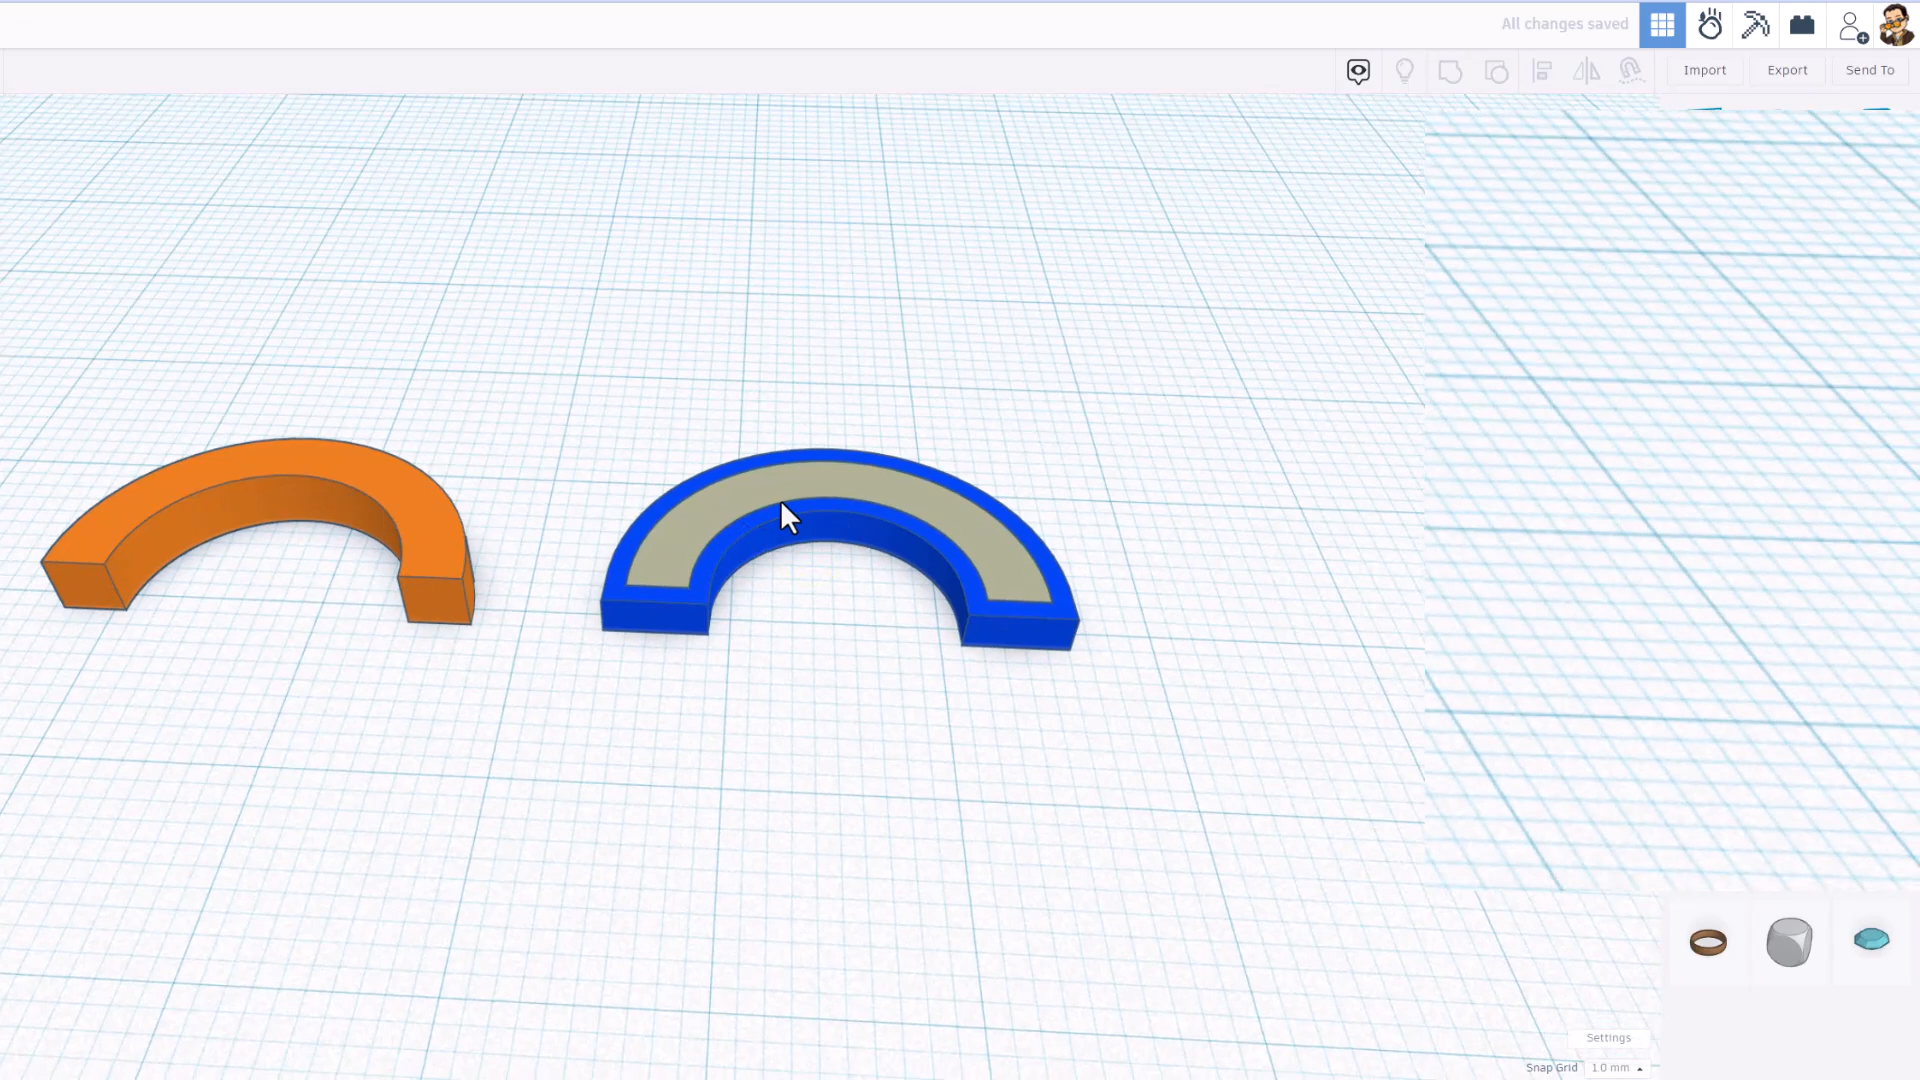 All changes saved
Import
Export
Send To
Settings
Snap Grid 1.0 mm